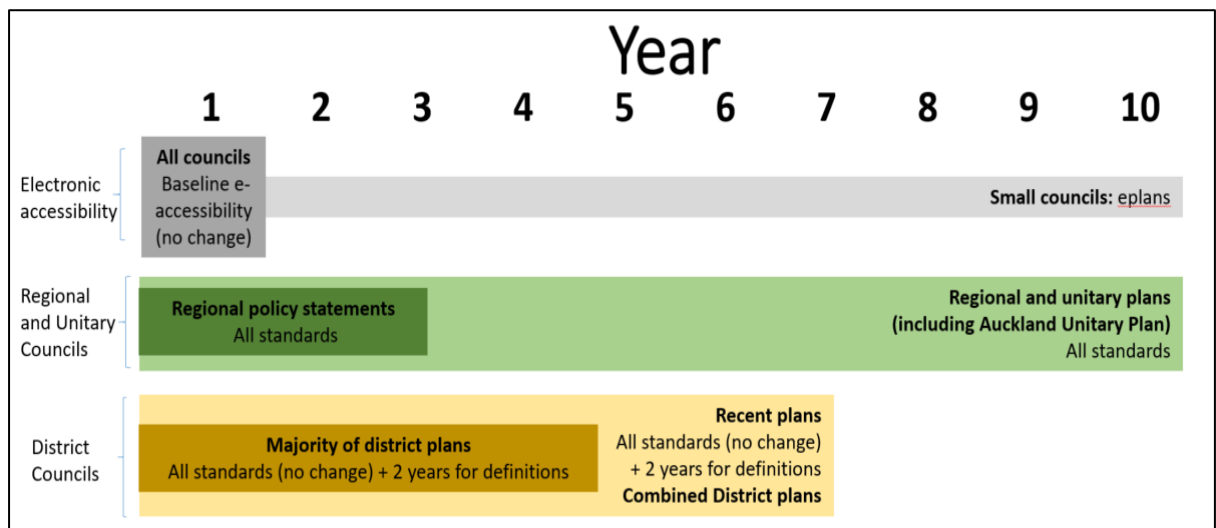 Year
1 2 3 4 5 6 7 8 9 10
Electronic
accessibility
All councils
Baseline e-
accessibility
(no change)
Small councils: eplans
Regional
and Unitary
Councils
Regional policy statements
All standards
Regional and unitary plans
(including Auckland Unitary Plan)
All standards
District
Councils
Majority of district plans
All standards (no change) + 2 years for definitions
Recent plans
All standards (no change)
+ 2 years for definitions
Combined District plans